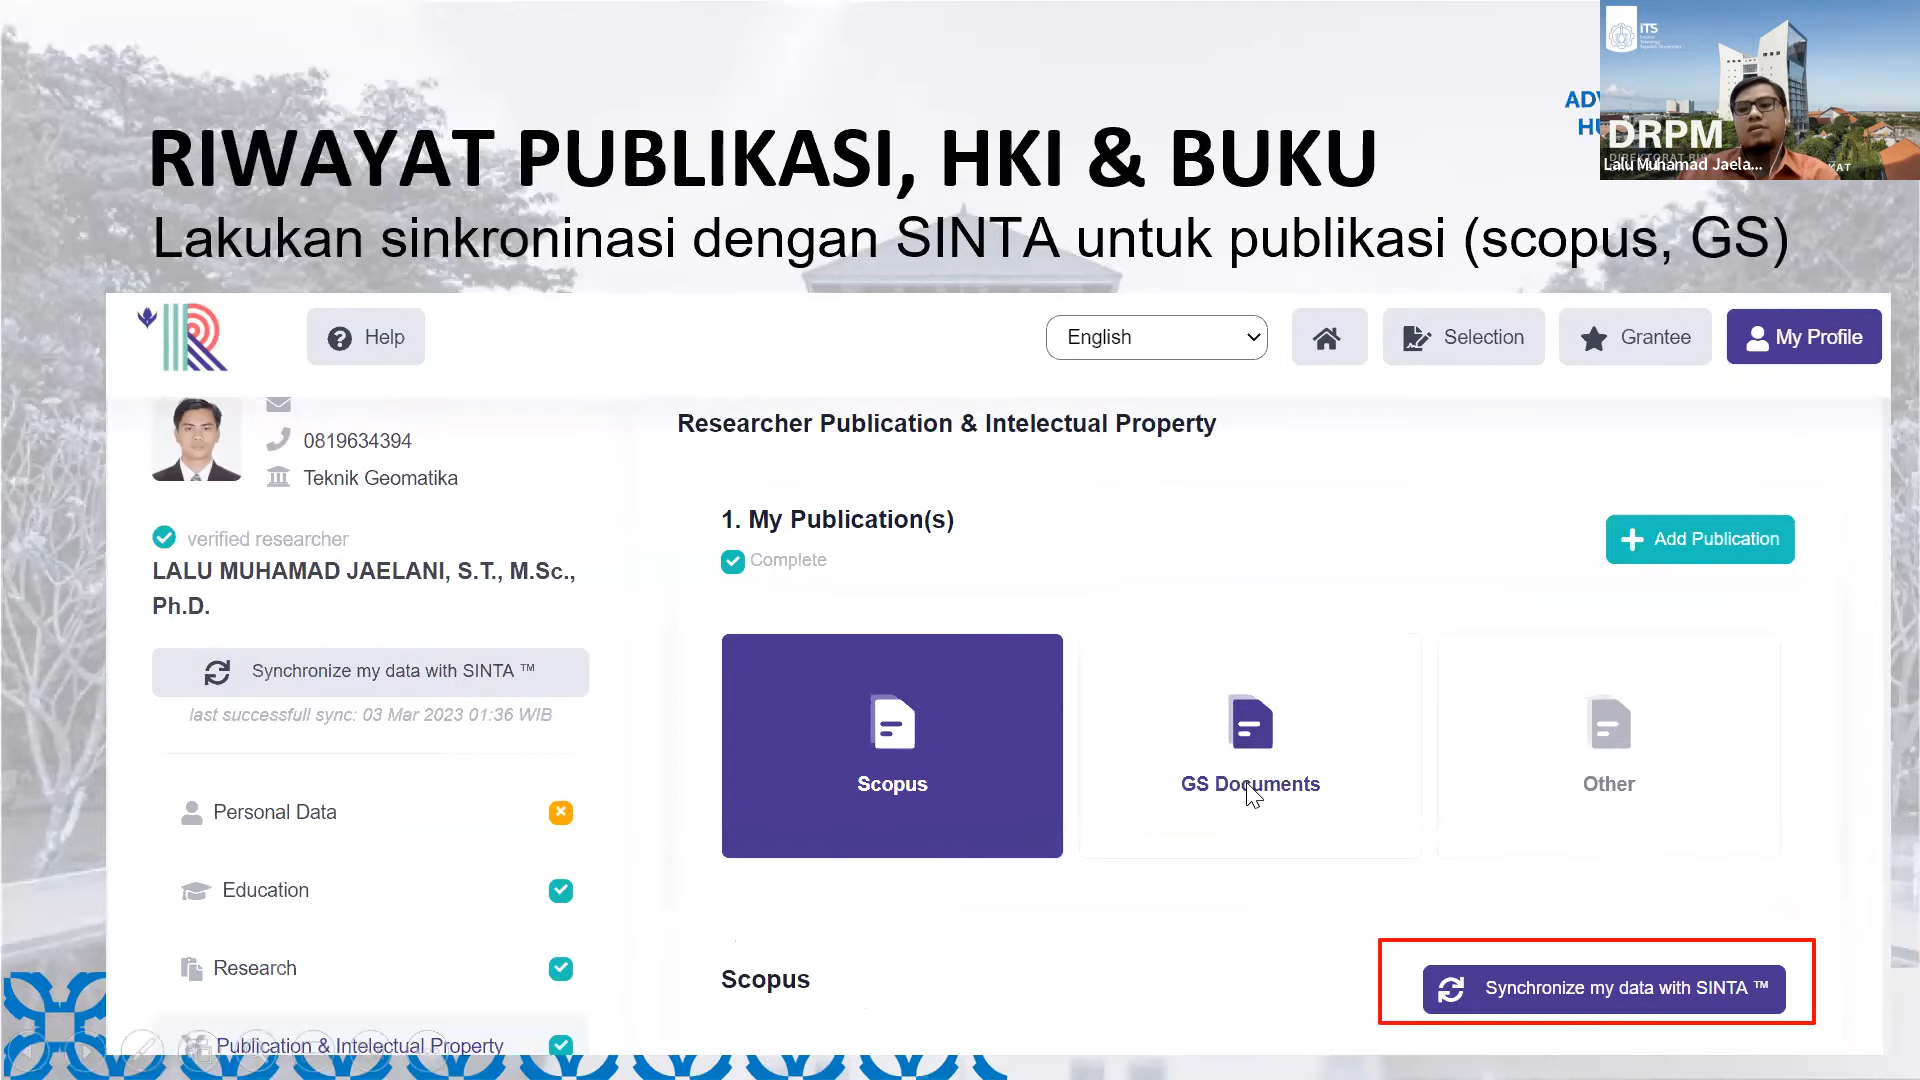 RIWAYAT PUBLIKASI, HKI & BUKU
Lakukan sinkroninasi dengan SINTA untuk publikasi (scopus, GS)
ITS
DRPM
Lalu Muhamad Jaela...
Help
English
Selection
Grantee
My Profile
0819634394
Teknik Geomatika
verified researcher
LALU MUHAMAD JAELANI, S.T., M.Sc.,
Ph.D.
Synchronize my data with SINTA ™
last successfull sync: 03 Mar 2023 01:36 WIB
Personal Data
Education
Research
Publication & Intelectual Property
Researcher Publication & Intelectual Property
1. My Publication(s)
Complete
Add Publication
Scopus
GS Documents
Other
Scopus
Synchronize my data with SINTA ™